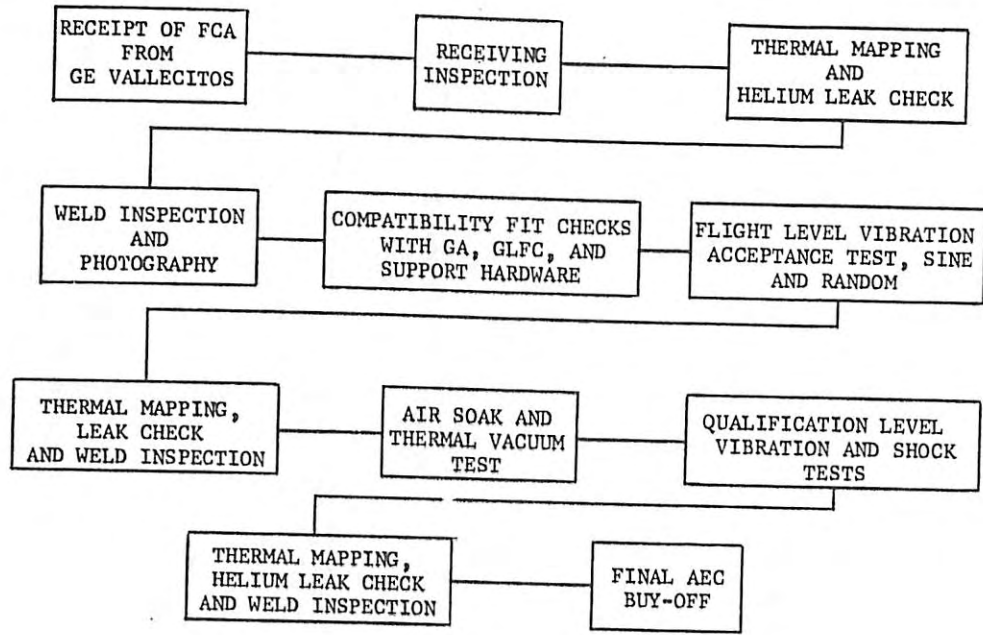 RECEIPT OF FCA
FROM
GE VALLECITOS
RECEIVING
INSPECTION
THERMAL MAPPING
AND
HELIUM LEAK CHECK
WELD INSPECTION
AND
PHOTOGRAPHY
COMPATIBILITY FIT CHECKS
WITH GA, GLFC, AND
SUPPORT HARDWARE
FLIGHT LEVEL VIBRATION
ACCEPTANCE TEST, SINE
AND RANDOM
THERMAL MAPPING,
LEAK CHECK
AND WELD INSPECTION
AIR SOAK AND
THERMAL VACUUM
TEST
QUALIFICATION LEVEL
VIBRATION AND SHOCK
TESTS
THERMAL MAPPING,
HELIUM LEAK CHECK
AND WELD INSPECTION
FINAL AEC
BUY-OFF